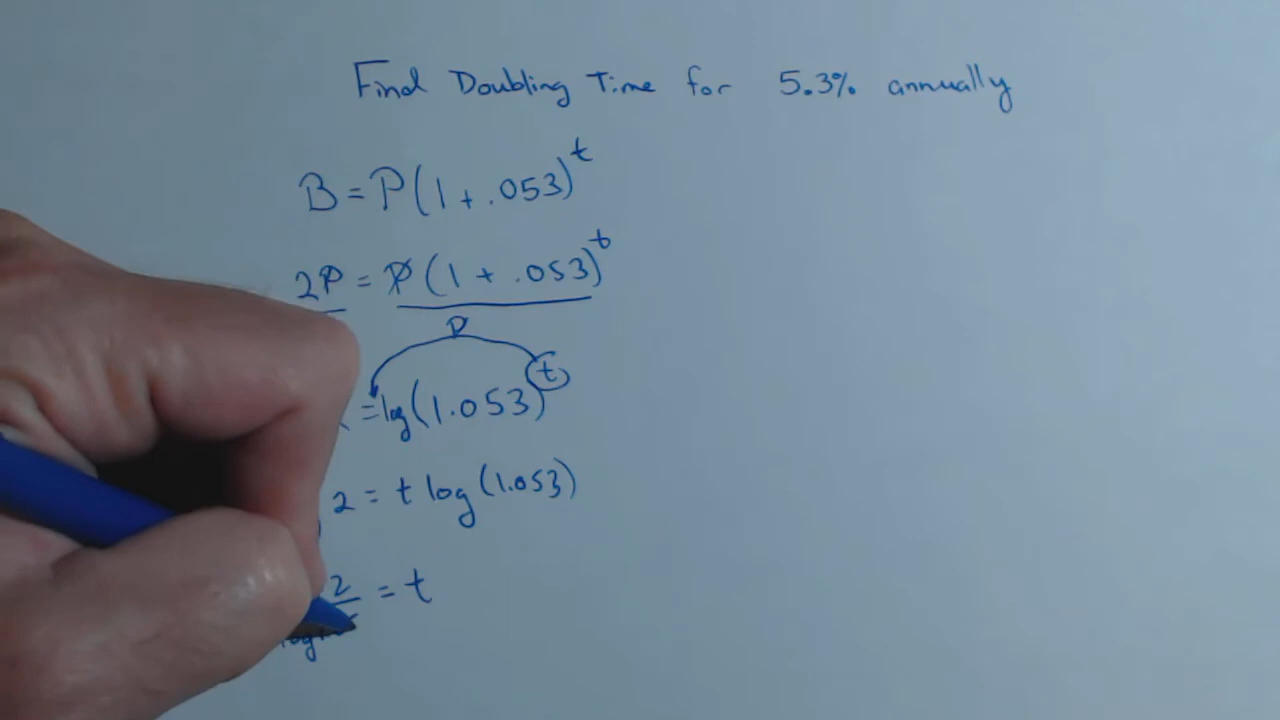 Find Doubling Time for 5.3% annually
B = P(1 + .053)^t
2P = P(1 + .053)^t
P
= log(1.053)^t
2 = t log(1.053)
2 = t
log